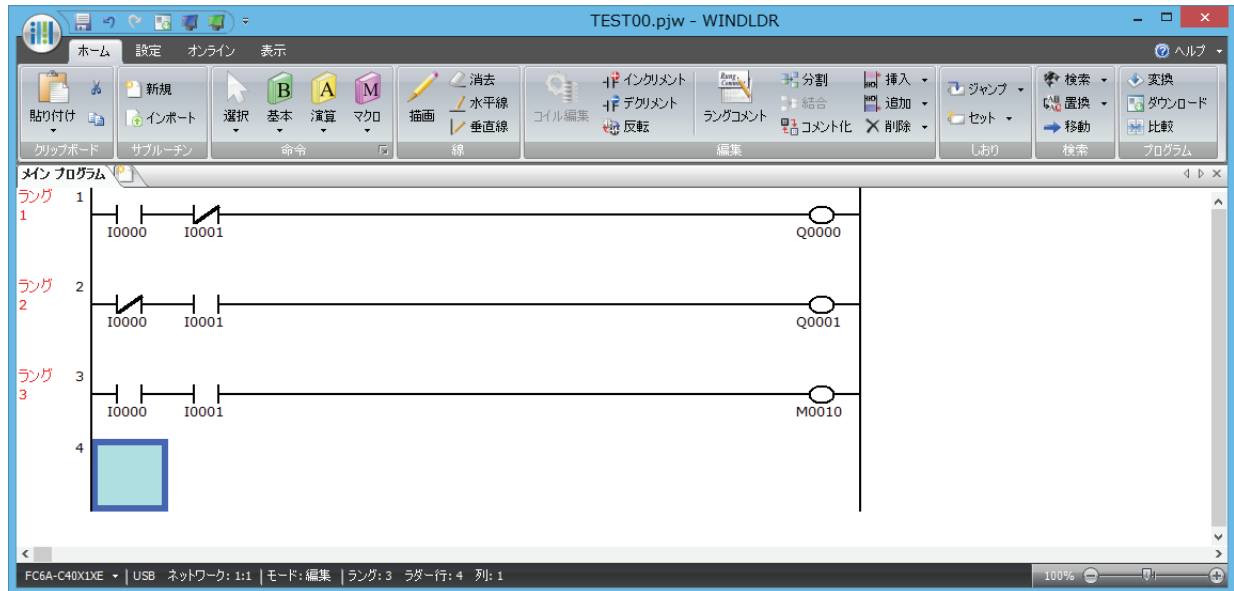 TEST00.pjw - WINDLDR
ホーム 設定 オンライン 表示 ヘルプ
貼り付け 新規 インポート 選択 B 基本 A 演算 M マクロ 描画 消去 水平線 垂直線 コイル編集 インクリメント デクリメント 反転 ラングコメント 分割 結合 コメント化 挿入 追加 削除 ジャンプ セット 検索 置換 移動 変換 ダウンロード 比較
クリップボード サブルーチン 命令 線 編集 しおり 検索 プログラム
メイン プログラム
ラング 1
1
I0000 I0001 Q0000
ラング 2
2
I0000 I0001 Q0001
ラング 3
3
I0000 I0001 M0010
4
FC6A-C40X1XE USB ネットワーク: 1:1 モード: 編集 ラング: 3 ラダー行: 4 列: 1 100%